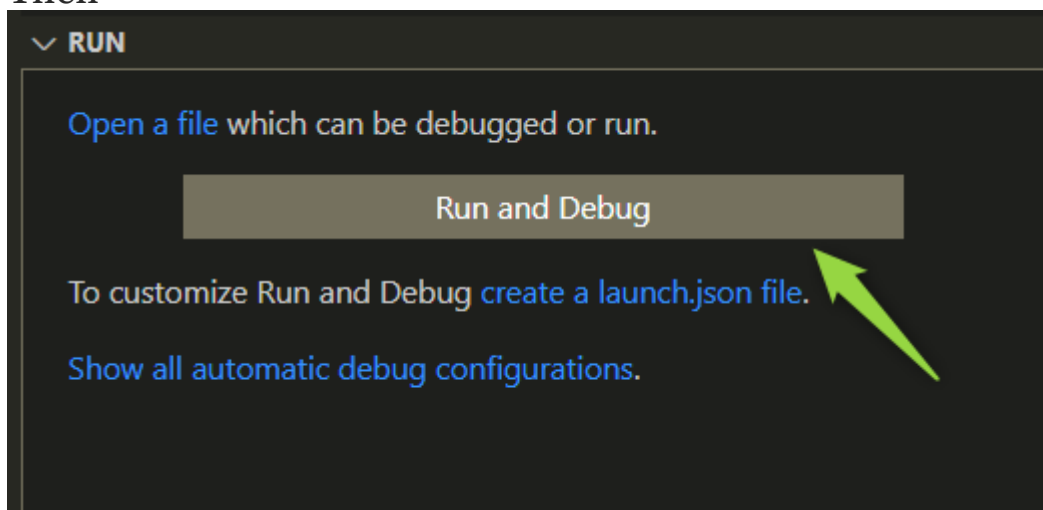 Then
RUN
Open a file which can be debugged or run.
Run and Debug
To customize Run and Debug create a launch.json file.
Show all automatic debug configurations.